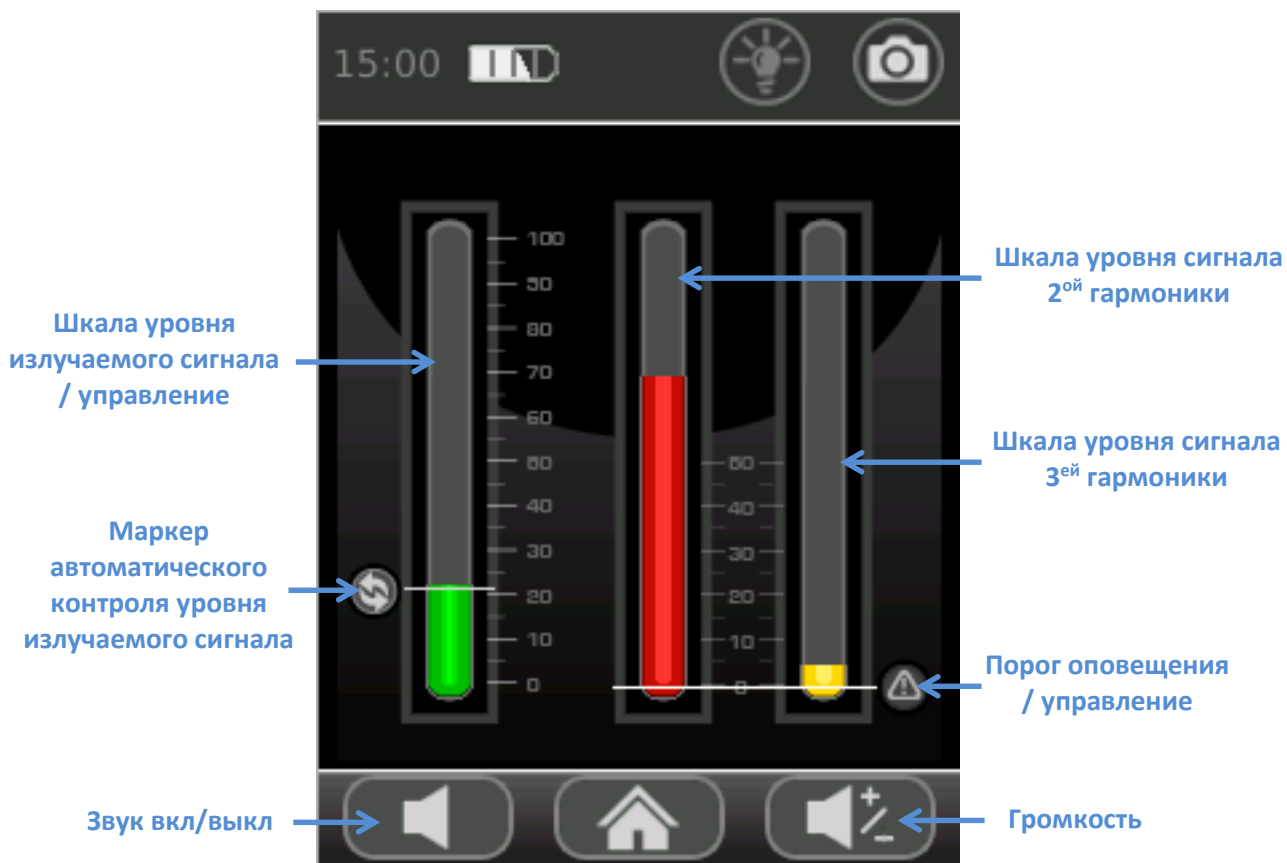 15:00
Шкала уровня
излучаемого сигнала
/ управление
Маркер
автоматического
контроля уровня
излучаемого сигнала
Звук вкл/выкл
100
90
80
70
60
50
40
30
20
10
0
50
40
30
20
10
0
Шкала уровня сигнала
2ой гармоники
Шкала уровня сигнала
3ей гармоники
Порог оповещения
/ управление
Громкость